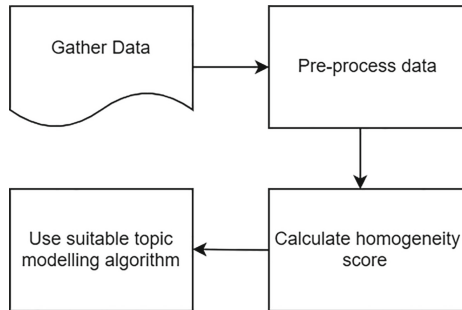 Gather Data
Pre-process data
Calculate homogeneity
score
Use suitable topic
modelling algorithm